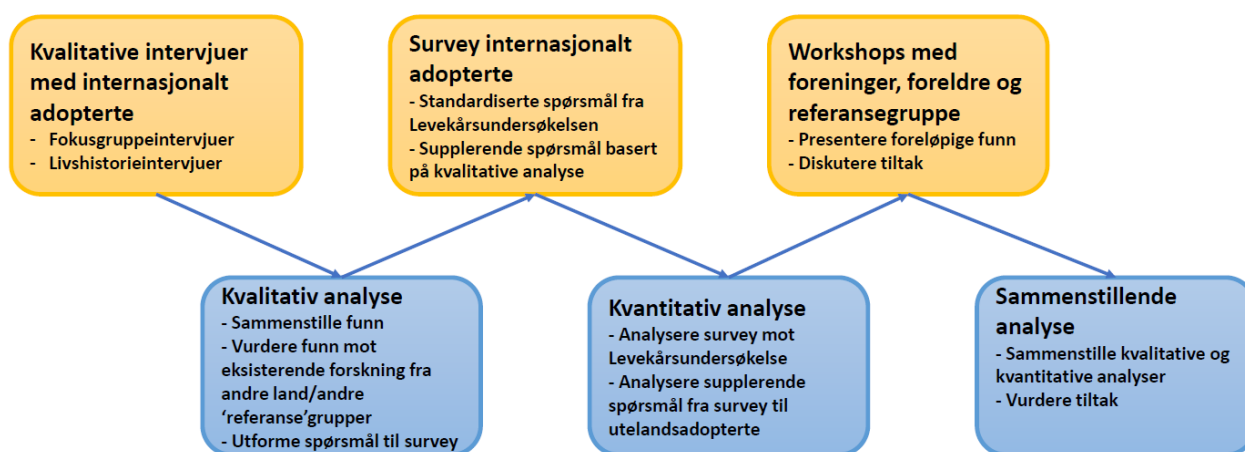 Kvalitative intervjuer
med internasjonalt
adopterte
- Fokusgruppeintervjuer
- Livshistorieintervjuer
Survey internasjonalt
adopterte
- Standardiserte spørsmål fra
Levekårsundersøkelsen
- Supplerende spørsmål basert
på kvalitative analyse
Workshops med
foreninger, foreldre og
referansegruppe
- Presentere foreløpige funn
- Diskutere tiltak
Kvalitativ analyse
- Sammenstille funn
- Vurdere funn mot
eksisterende forskning fra
andre land/andre
‘referanse’grupper
- Utforme spørsmål til survey
Kvantitativ analyse
- Analysere survey mot
Levekårsundersøkelse
- Analysere supplerende
spørsmål fra survey til
utelandsadopterte
Sammenstillende
analyse
- Sammenstille kvalitative og
kvantitative analyser
- Vurdere tiltak